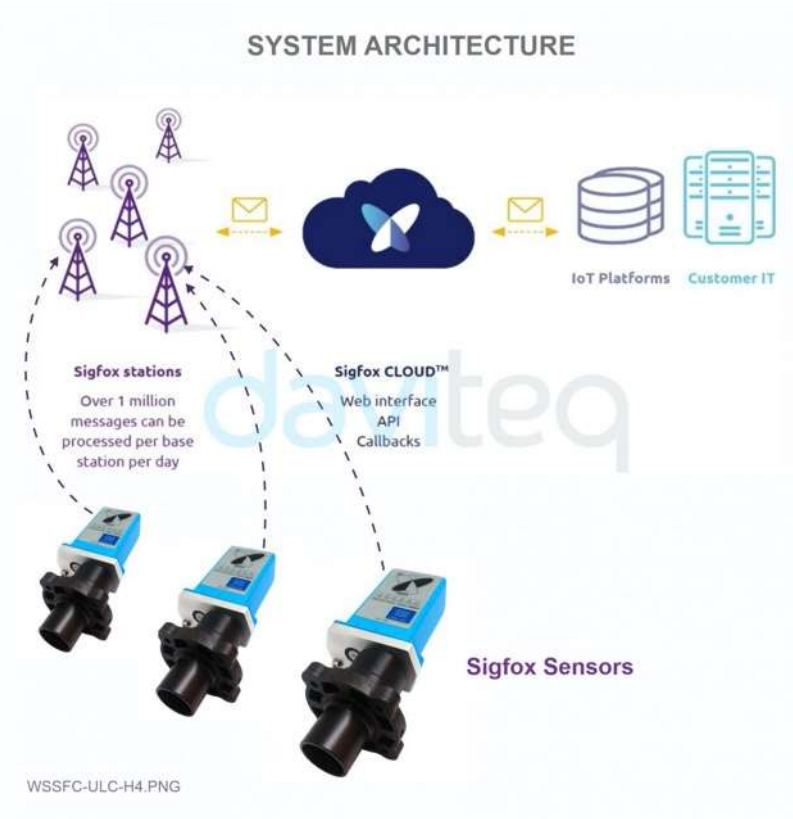 SYSTEM ARCHITECTURE
IoT Platforms
Customer IT
Sigfox stations
Over 1 million
messages can be
processed per base
station per day
Sigfox CLOUD™
Web interface
API
Callbacks
daviteq
Sigfox Sensors
WSSFC-ULC-H4.PNG